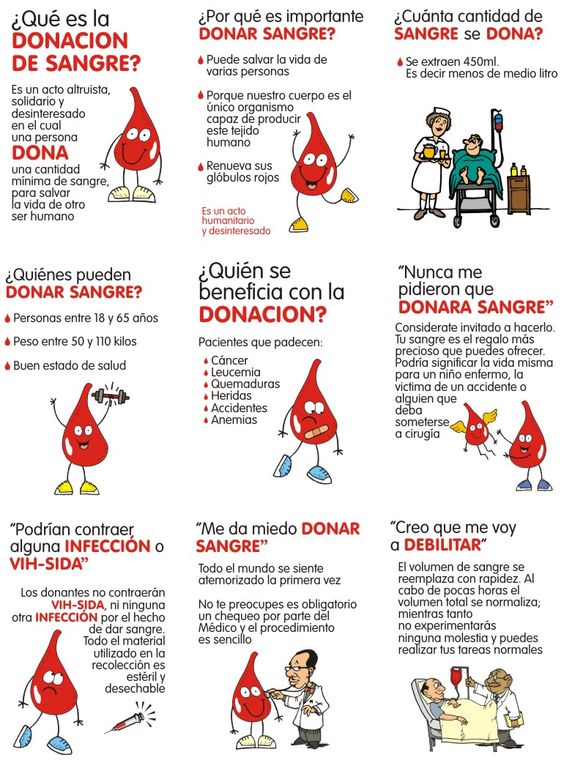 ¿Qué es la
DONACION
DE SANGRE?
Es un acto altruista,
solidario y
desinteresado
en el cual
una persona
DONA
una cantidad
mínima de sangre,
para salvar
la vida de otro
ser humano
¿Por qué es importante
DONAR SANGRE?
Puede salvar la vida de
varias personas
Porque nuestro cuerpo es el
único organismo
capaz de producir
este tejido
humano
Renueva sus
glóbulos rojos
Es un acto
humanitario
y desinteresado
¿Cuánta cantidad de
SANGRE se DONA?
Se extraen 450ml.
Es decir menos de medio litro
¿Quiénes pueden
DONAR SANGRE?
Personas entre 18 y 65 años
Peso entre 50 y 110 kilos
Buen estado de salud
¿Quién se
beneficia con la
DONACION?
Pacientes que padecen:
Cáncer
Leucemia
Quemaduras
Heridas
Accidentes
Anemias
"Nunca me
pidieron que
DONARA SANGRE"
Considerate invitado a hacerlo.
Tu sangre es el regalo más
precioso que puedes ofrecer.
Podría significar la vida misma
para un niño enfermo, la
victima de un accidente o
alguien que
deba
someterse
a cirugía
"Podrían contraer
alguna INFECCIÓN o
VIH-SIDA"
Los donantes no contraerán
VIH-SIDA, ni ninguna
otra INFECCIÓN por el hecho
de dar sangre.
Todo el material
utilizado en la
recolección es
estéril y
desechable
"Me da miedo DONAR
SANGRE"
Todo el mundo se siente
atemorizado la primera vez
No te preocupes es obligatorio
un chequeo por parte del
Médico y el procedimiento
es sencillo
"Creo que me voy
a DEBILITAR"
El volumen de sangre se
reemplaza con rapidez. Al
cabo de pocas horas el
volumen total se normaliza;
mientras tanto
no experimentarás
ninguna molestia y puedes
realizar tus tareas normales